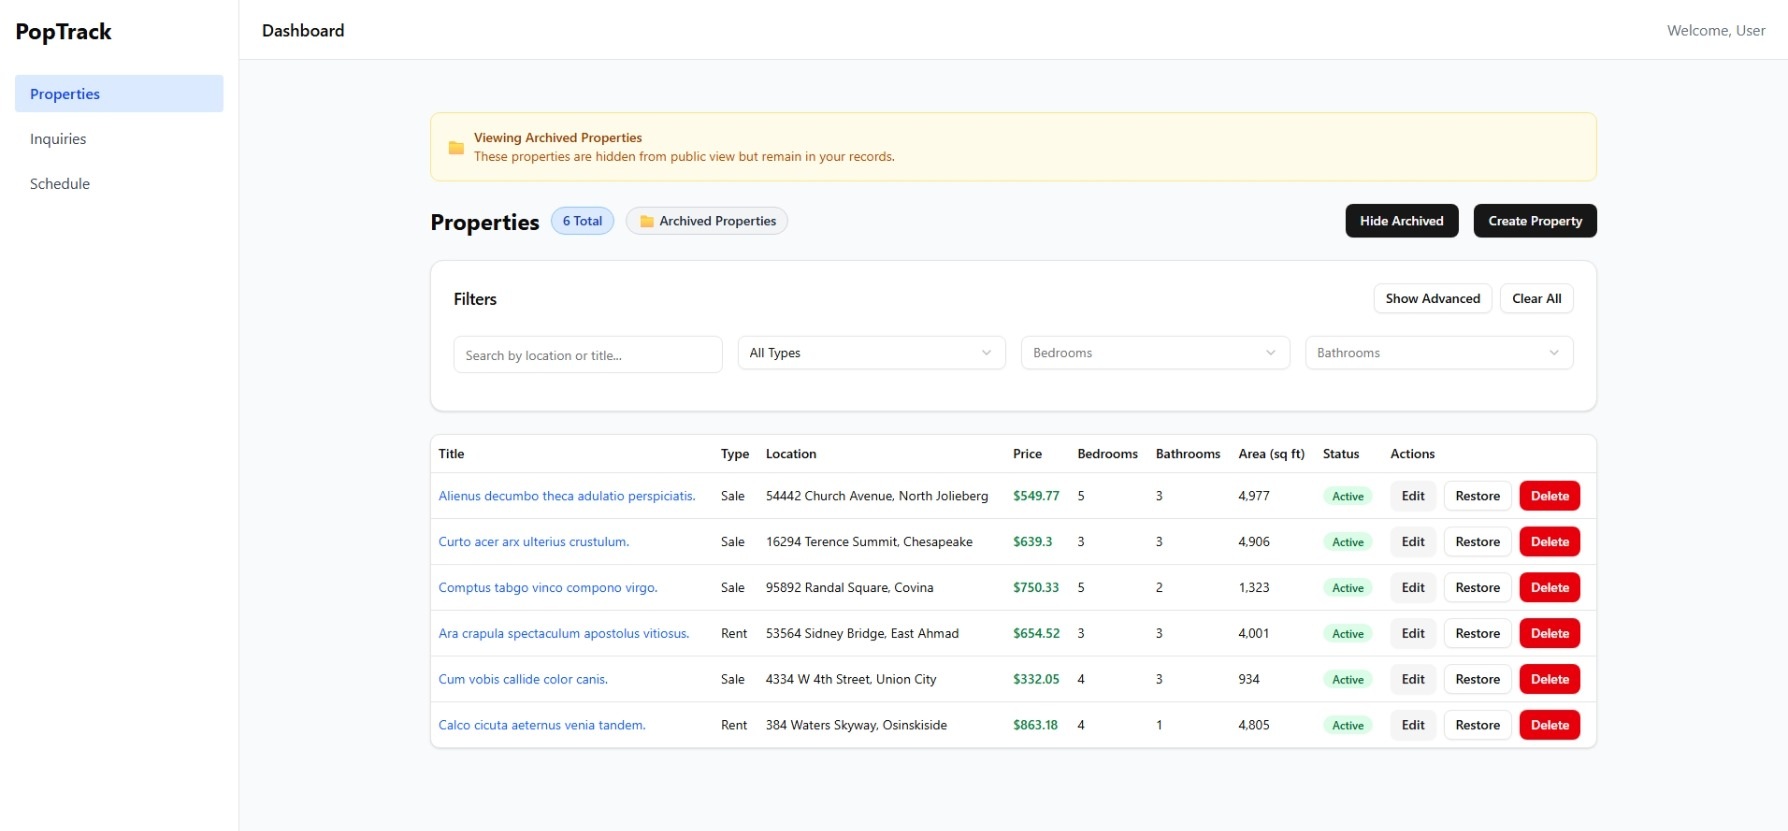 PopTrack
Dashboard
Welcome, User
Properties
Inquiries
Schedule
Viewing Archived Properties
These properties are hidden from public view but remain in your records.
Properties 6 Total Archived Properties Hide Archived Create Property
Filters Show Advanced Clear All
Search by location or title... All Types Bedrooms Bathrooms
Title Type Location Price Bedrooms Bathrooms Area (sq ft) Status Actions
Alienus decumbo theca adulatio perspiciatis. Sale 54442 Church Avenue, North Jolieberg $549.77 5 3 4,977 Active Edit Restore Delete
Curto acer arx ulterius crustulum. Sale 16294 Terence Summit, Chesapeake $639.3 3 3 4,906 Active Edit Restore Delete
Comptus tabgo vinco compono virgo. Sale 95892 Randal Square, Covina $750.33 5 2 1,323 Active Edit Restore Delete
Ara crapula spectaculum apostolus vitiosus. Rent 53564 Sidney Bridge, East Ahmad $654.52 3 3 4,001 Active Edit Restore Delete
Cum vobis callide color canis. Sale 4334 W 4th Street, Union City $332.05 4 3 934 Active Edit Restore Delete
Calco cicuta aeternus venia tandem. Rent 384 Waters Skyway, Osinskiside $863.18 4 1 4,805 Active Edit Restore Delete